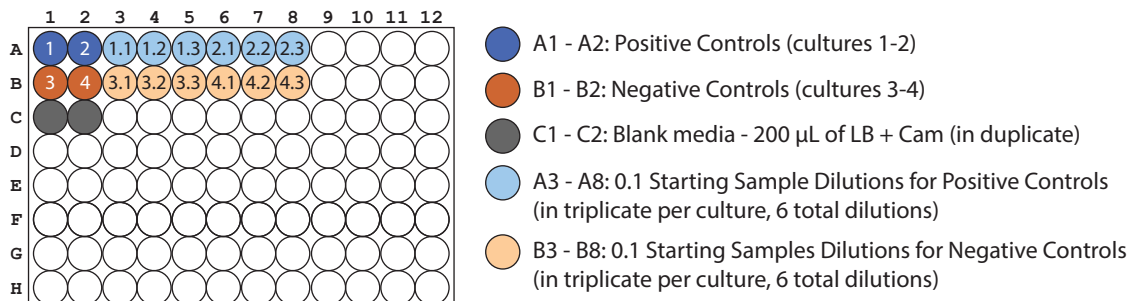 1 2 3 4 5 6 7 8 9 10 11 12
A 1 2 1.1 1.2 1.3 2.1 2.2 2.3
B 3 4 3.1 3.2 3.3 4.1 4.2 4.3
C
D
E
F
G
H
A1 - A2: Positive Controls (cultures 1-2)
B1 - B2: Negative Controls (cultures 3-4)
C1 - C2: Blank media - 200 µL of LB + Cam (in duplicate)
A3 - A8: 0.1 Starting Sample Dilutions for Positive Controls
(in triplicate per culture, 6 total dilutions)
B3 - B8: 0.1 Starting Samples Dilutions for Negative Controls
(in triplicate per culture, 6 total dilutions)